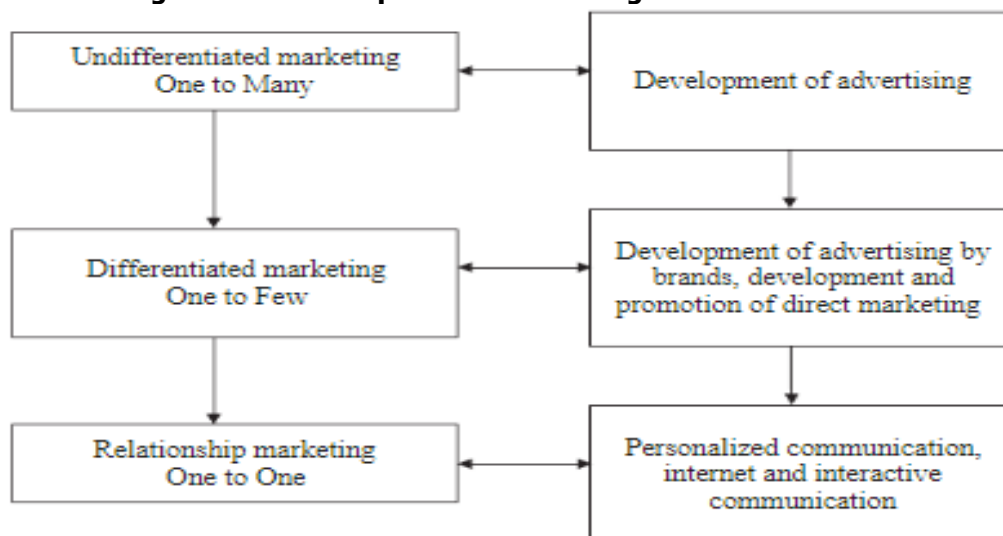 Undifferentiated marketing
One to Many
Development of advertising
Differentiated marketing
One to Few
Development of advertising by
brands, development and
promotion of direct marketing
Relationship marketing
One to One
Personalized communication,
internet and interactive
communication